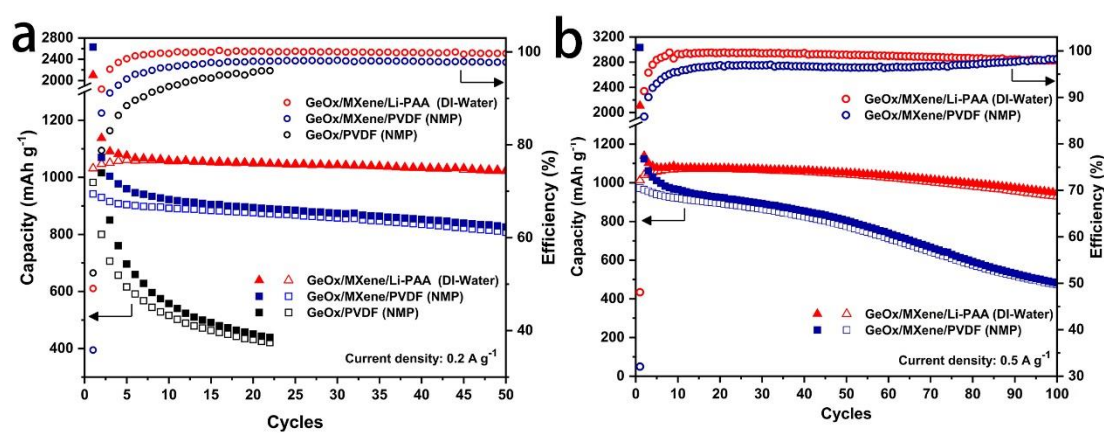 a
2600
2400
2200
2000
1200
1000
800
600
400
Capacity (mAh g⁻¹)
GeOx/MXene/Li-PAA (DI-Water)
GeOx/MXene/PVDF (NMP)
GeOx/PVDF (NMP)
GeOx/MXene/Li-PAA (DI-Water)
GeOx/MXene/PVDF (NMP)
GeOx/PVDF (NMP)
Current density: 0.2 A g⁻¹
100
80
60
40
Efficiency (%)
0 5 10 15 20 25 30 35 40 45 50
Cycles
b
3200
2800
2400
2000
1200
1000
800
600
400
200
0
Capacity (mAh g⁻¹)
GeOx/MXene/Li-PAA (DI-Water)
GeOx/MXene/PVDF (NMP)
GeOx/MXene/Li-PAA (DI-Water)
GeOx/MXene/PVDF (NMP)
Current density: 0.5 A g⁻¹
100
90
70
60
50
40
30
Efficiency (%)
0 10 20 30 40 50 60 70 80 90 100
Cycles